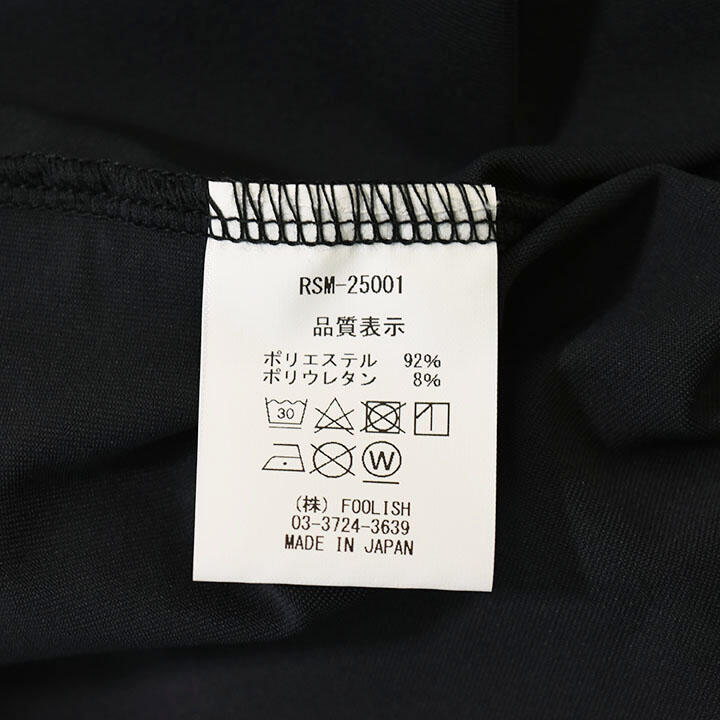 RSM-25001
品質表示
ポリエステル 92%
ポリウレタン 8%
30
W
(株) FOOLISH
03-3724-3639
MADE IN JAPAN